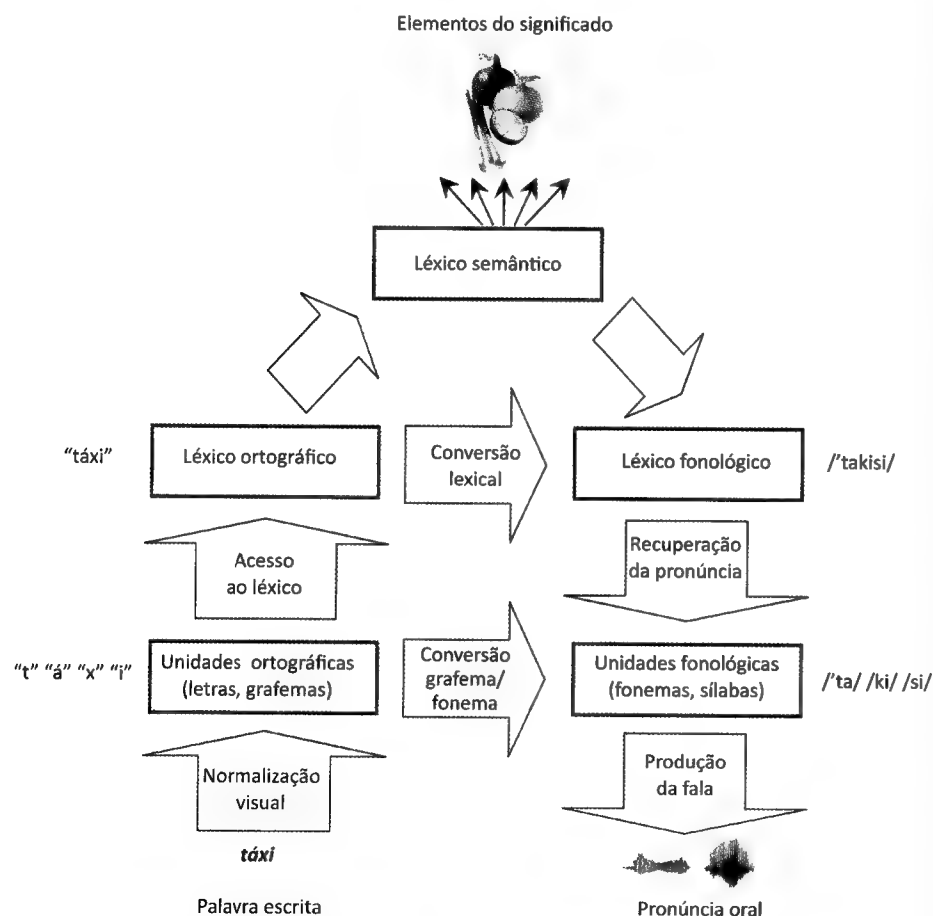 Elementos do significado
Léxico semântico
"táxi"
Léxico ortográfico
Conversão
lexical
Léxico fonológico
/'takisi/
Acesso
ao léxico
Recuperação
da pronúncia
"t" "á" "x" "i"
Unidades ortográficas
(letras, grafemas)
Conversão
grafema/
fonema
Unidades fonológicas
(fonemas, sílabas)
/'ta/ /ki/ /si/
Normalização
visual
Produção
da fala
táxi
Palavra escrita
Pronúncia oral